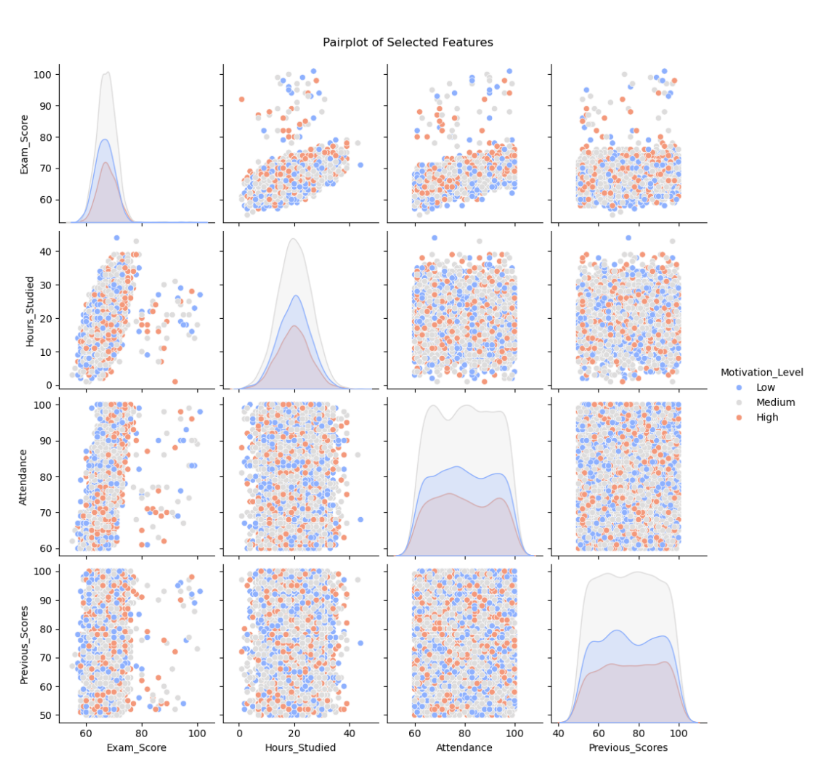 Pairplot of Selected Features
Exam_Score
100
90
80
70
60
Hours_Studied
40
30
20
10
0
Attendance
100
90
80
70
60
Previous_Scores
100
90
80
70
60
50
60 80 100
0 20 40
60 80 100
40 60 80 100
Exam_Score
Hours_Studied
Attendance
Previous_Scores
Motivation_Level
Low
Medium
High